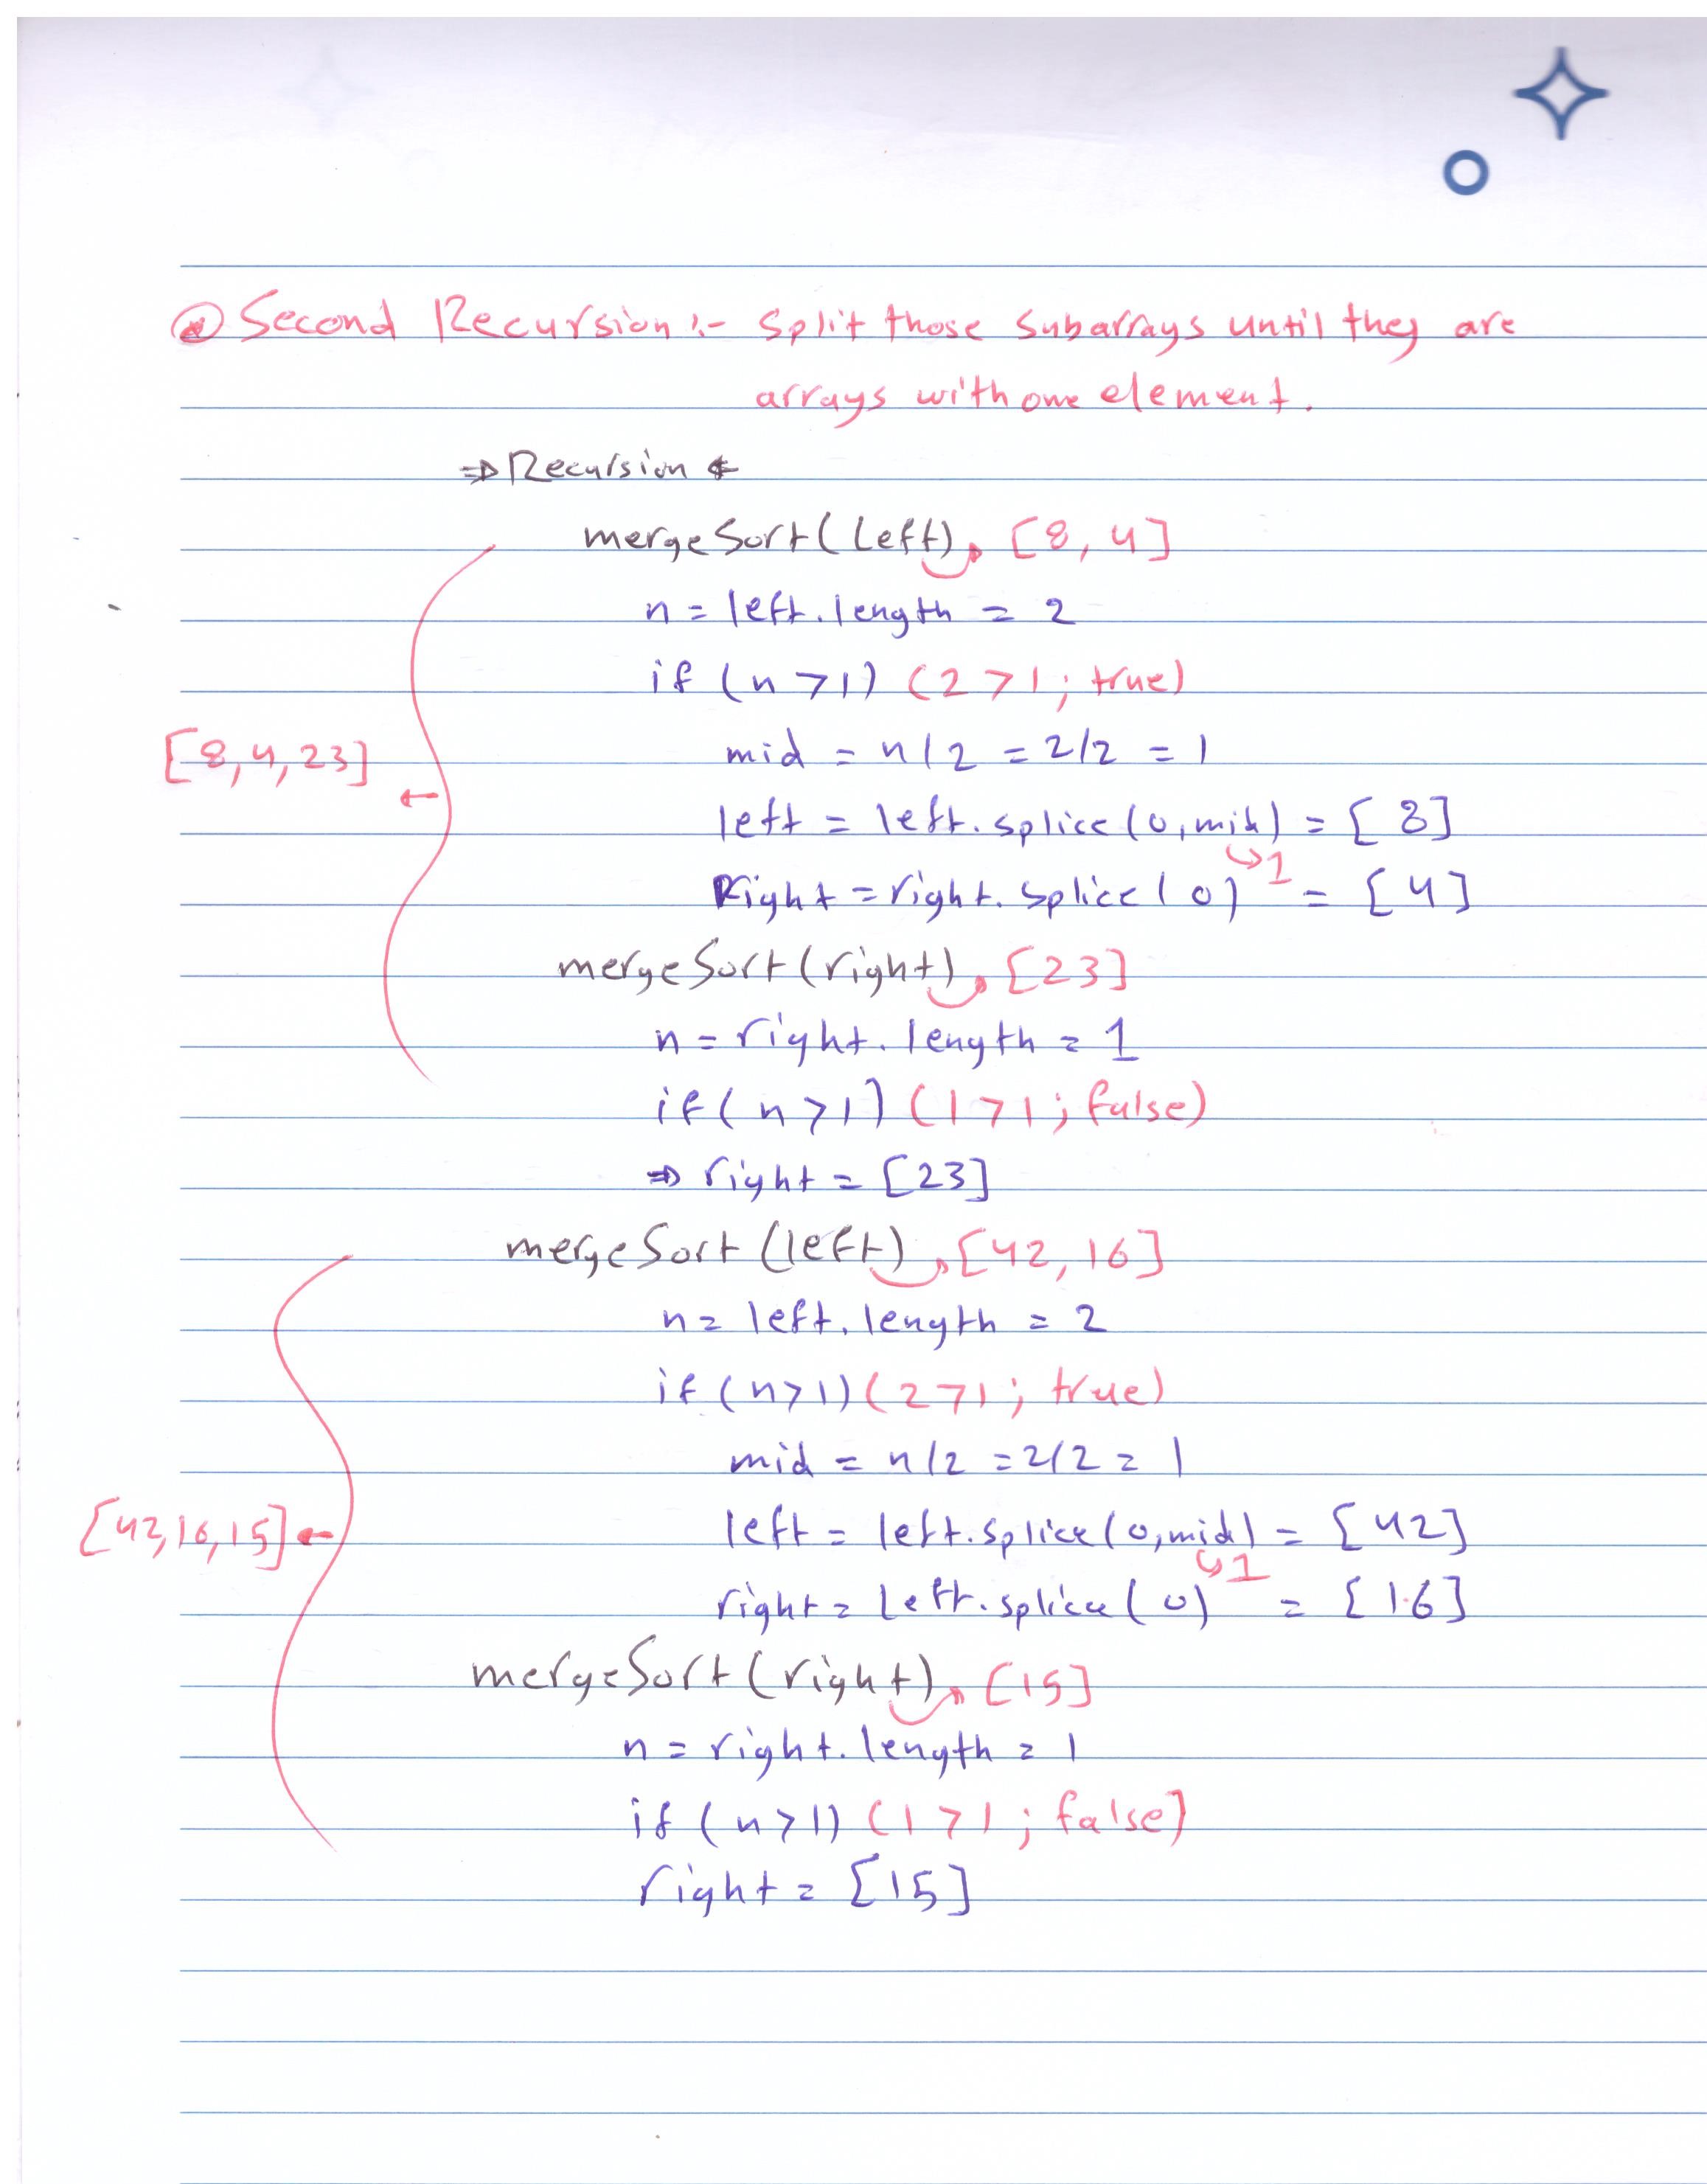 Second Recursion :- split those subarrays until they are
arrays with one element.
⇒ Recursion ⇐
mergeSort(left) [8, 4]
n = left.length = 2
if (n > 1) (2 > 1 ; true)
mid = n/2 = 2/2 = 1
left = left.splice(0, mid) = [8]
↳ 1
Right = right.splice(0) = [4]
[8, 4, 23] ←
mergeSort(right) [23]
n = right.length = 1
if (n > 1) (1 > 1 ; false)
⇒ right = [23]
mergeSort(left) [42, 16]
n = left.length = 2
if (n > 1) (2 > 1 ; true)
mid = n/2 = 2/2 = 1
left = left.splice(0, mid) = [42]
↳ 1
right = left.splice(0) = [16]
[42, 16, 15] ←
mergeSort(right) [15]
n = right.length = 1
if (n > 1) (1 > 1 ; false)
right = [15]